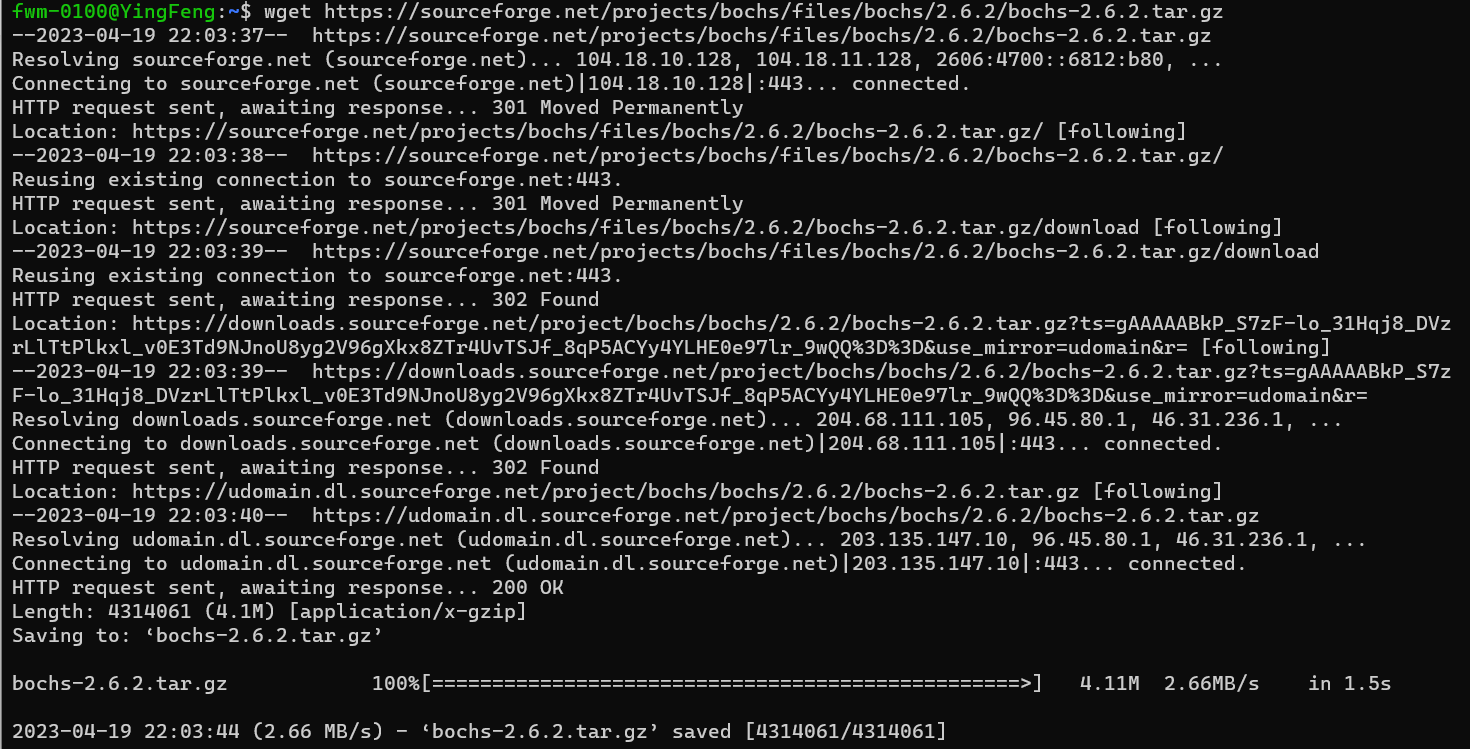 fwm-0100@YingFeng:~$ wget https://sourceforge.net/projects/bochs/files/bochs/2.6.2/bochs-2.6.2.tar.gz
--2023-04-19 22:03:37--  https://sourceforge.net/projects/bochs/files/bochs/2.6.2/bochs-2.6.2.tar.gz
Resolving sourceforge.net (sourceforge.net)... 104.18.10.128, 104.18.11.128, 2606:4700::6812:b80, ...
Connecting to sourceforge.net (sourceforge.net)|104.18.10.128|:443... connected.
HTTP request sent, awaiting response... 301 Moved Permanently
Location: https://sourceforge.net/projects/bochs/files/bochs/2.6.2/bochs-2.6.2.tar.gz/ [following]
--2023-04-19 22:03:38--  https://sourceforge.net/projects/bochs/files/bochs/2.6.2/bochs-2.6.2.tar.gz/
Reusing existing connection to sourceforge.net:443.
HTTP request sent, awaiting response... 301 Moved Permanently
Location: https://sourceforge.net/projects/bochs/files/bochs/2.6.2/bochs-2.6.2.tar.gz/download [following]
--2023-04-19 22:03:39--  https://sourceforge.net/projects/bochs/files/bochs/2.6.2/bochs-2.6.2.tar.gz/download
Reusing existing connection to sourceforge.net:443.
HTTP request sent, awaiting response... 302 Found
Location: https://downloads.sourceforge.net/project/bochs/bochs/2.6.2/bochs-2.6.2.tar.gz?ts=gAAAAABkP_S7zF-lo_31Hqj8_DVz
rLlTtPlkxl_v0E3Td9NJnoU8yg2V96gXkx8ZTr4UvTSJf_8qP5ACYy4YLHE0e97lr_9wQQ%3D%3D&use_mirror=udomain&r= [following]
--2023-04-19 22:03:39--  https://downloads.sourceforge.net/project/bochs/bochs/2.6.2/bochs-2.6.2.tar.gz?ts=gAAAAABkP_S7z
F-lo_31Hqj8_DVzrLlTtPlkxl_v0E3Td9NJnoU8yg2V96gXkx8ZTr4UvTSJf_8qP5ACYy4YLHE0e97lr_9wQQ%3D%3D&use_mirror=udomain&r=
Resolving downloads.sourceforge.net (downloads.sourceforge.net)... 204.68.111.105, 96.45.80.1, 46.31.236.1, ...
Connecting to downloads.sourceforge.net (downloads.sourceforge.net)|204.68.111.105|:443... connected.
HTTP request sent, awaiting response... 302 Found
Location: https://udomain.dl.sourceforge.net/project/bochs/bochs/2.6.2/bochs-2.6.2.tar.gz [following]
--2023-04-19 22:03:40--  https://udomain.dl.sourceforge.net/project/bochs/bochs/2.6.2/bochs-2.6.2.tar.gz
Resolving udomain.dl.sourceforge.net (udomain.dl.sourceforge.net)... 203.135.147.10, 96.45.80.1, 46.31.236.1, ...
Connecting to udomain.dl.sourceforge.net (udomain.dl.sourceforge.net)|203.135.147.10|:443... connected.
HTTP request sent, awaiting response... 200 OK
Length: 4314061 (4.1M) [application/x-gzip]
Saving to: ‘bochs-2.6.2.tar.gz’
bochs-2.6.2.tar.gz            100%[=================================================>]   4.11M  2.66MB/s    in 1.5s
2023-04-19 22:03:44 (2.66 MB/s) - ‘bochs-2.6.2.tar.gz’ saved [4314061/4314061]